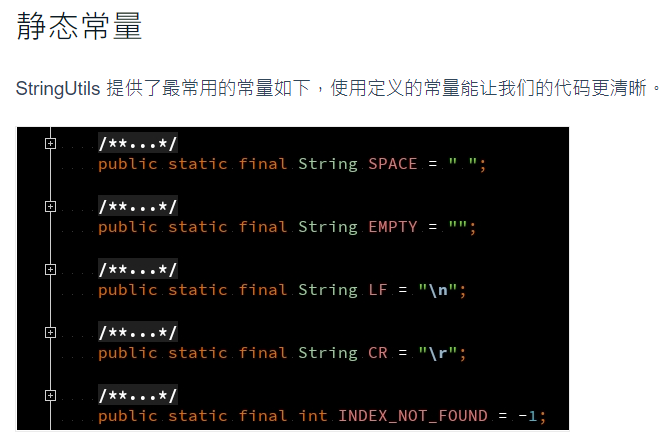 静态常量
StringUtils 提供了最常用的常量如下，使用定义的常量能让我们的代码更清晰。
/**...*/
public static final String SPACE = " ";
/**...*/
public static final String EMPTY = "";
/**...*/
public static final String LF = "\n";
/**...*/
public static final String CR = "\r";
/**...*/
public static final int INDEX_NOT_FOUND = -1;